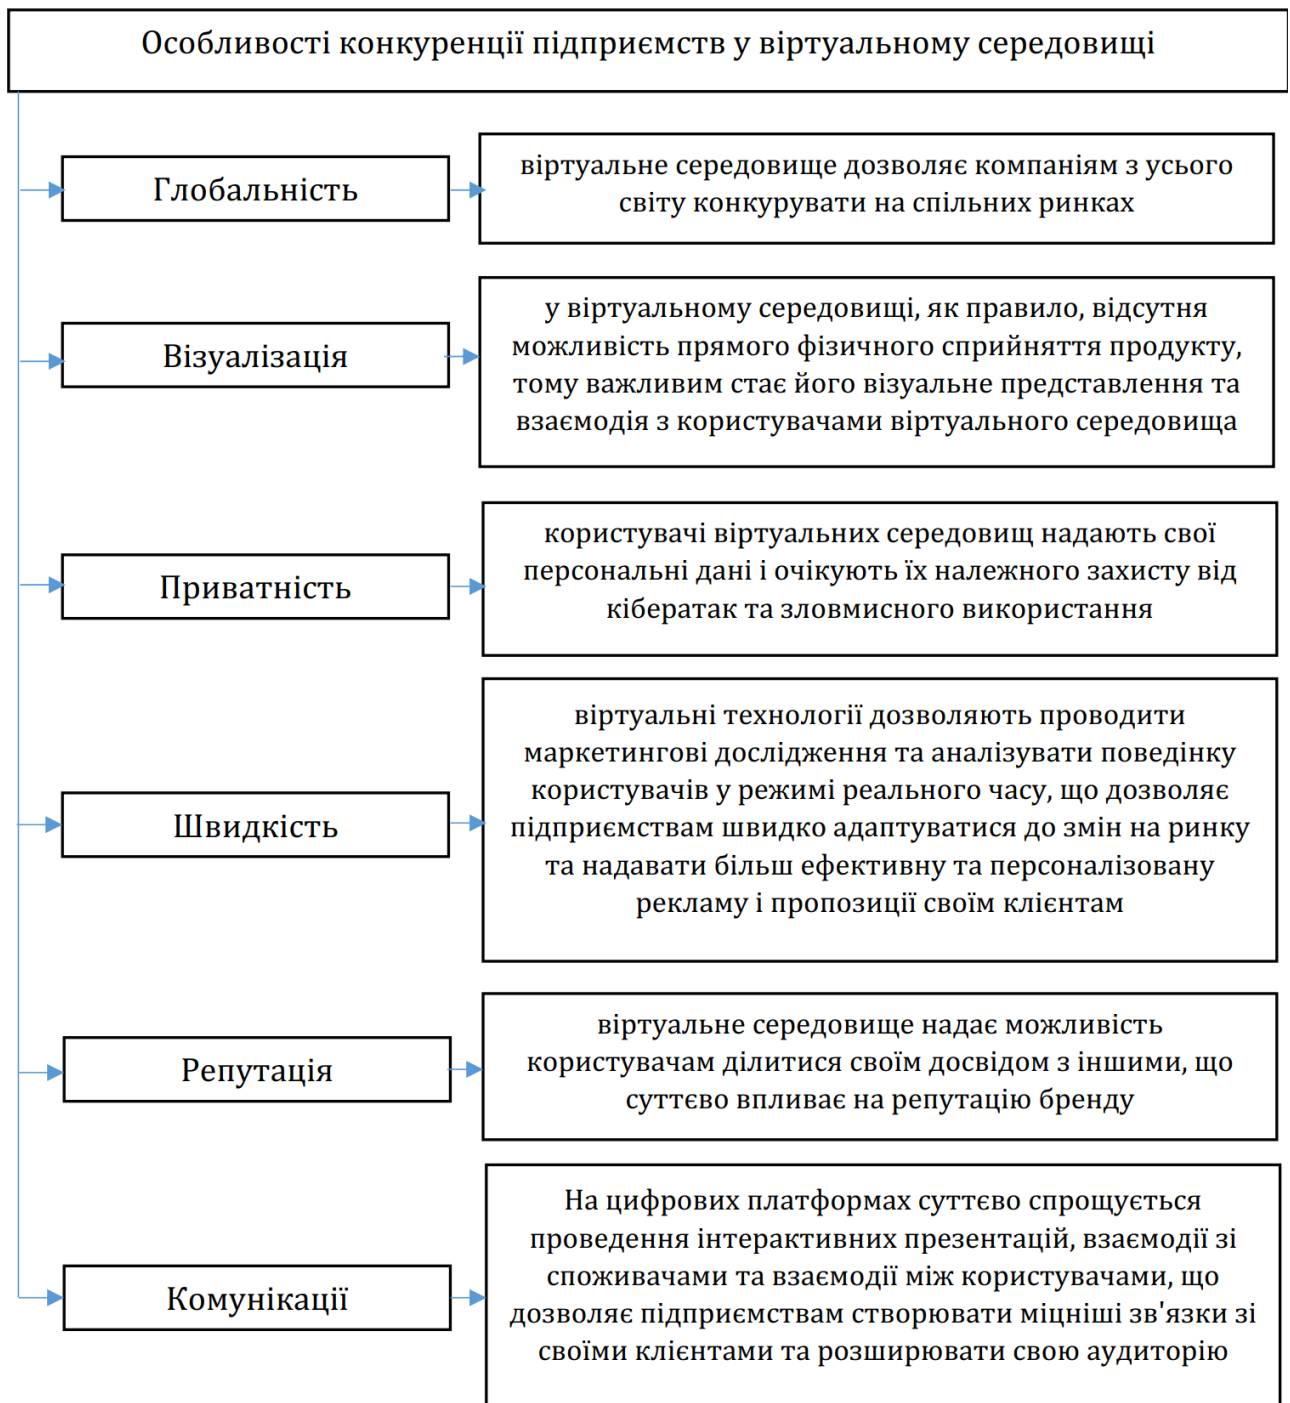 Особливості конкуренції підприємств у віртуальному середовищі
Глобальність
віртуальне середовище дозволяє компаніям з усього
світу конкурувати на спільних ринках
Візуалізація
у віртуальному середовищі, як правило, відсутня
можливість прямого фізичного сприйняття продукту,
тому важливим стає його візуальне представлення та
взаємодія з користувачами віртуального середовища
Приватність
користувачі віртуальних середовищ надають свої
персональні дані і очікують їх належного захисту від
кібератак та зловмисного використання
Швидкість
віртуальні технології дозволяють проводити
маркетингові дослідження та аналізувати поведінку
користувачів у режимі реального часу, що дозволяє
підприємствам швидко адаптуватися до змін на ринку
та надавати більш ефективну та персоналізовану
рекламу і пропозиції своїм клієнтам
Репутація
віртуальне середовище надає можливість
користувачам ділитися своїм досвідом з іншими, що
суттєво впливає на репутацію бренду
Комунікації
На цифрових платформах суттєво спрощується
проведення інтерактивних презентацій, взаємодії зі
споживачами та взаємодії між користувачами, що
дозволяє підприємствам створювати міцніші зв'язки зі
своїми клієнтами та розширювати свою аудиторію